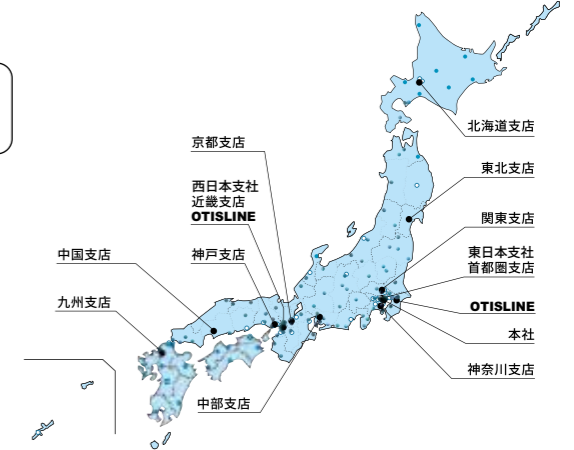 北海道支店
京都支店
東北支店
西日本支社
近畿支店
OTISLINE
関東支店
中国支店
神戸支店
東日本支社
首都圏支店
九州支店
OTISLINE
本社
神奈川支店
中部支店